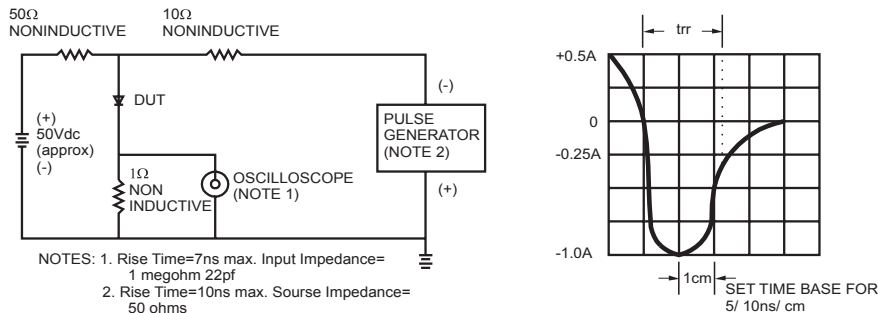 50Ω
NONINDUCTIVE
10Ω
NONINDUCTIVE
(+)
50Vdc
(approx)
(-)
DUT
1Ω
NON
INDUCTIVE
OSCILLOSCOPE
(NOTE 1)
(-)
PULSE
GENERATOR
(NOTE 2)
(+)
NOTES: 1. Rise Time=7ns max. Input Impedance=
1 megohm 22pf
2. Rise Time=10ns max. Sourse Impedance=
50 ohms
trr
+0.5A
0
-0.25A
-1.0A
1cm
SET TIME BASE FOR
5/ 10ns/ cm